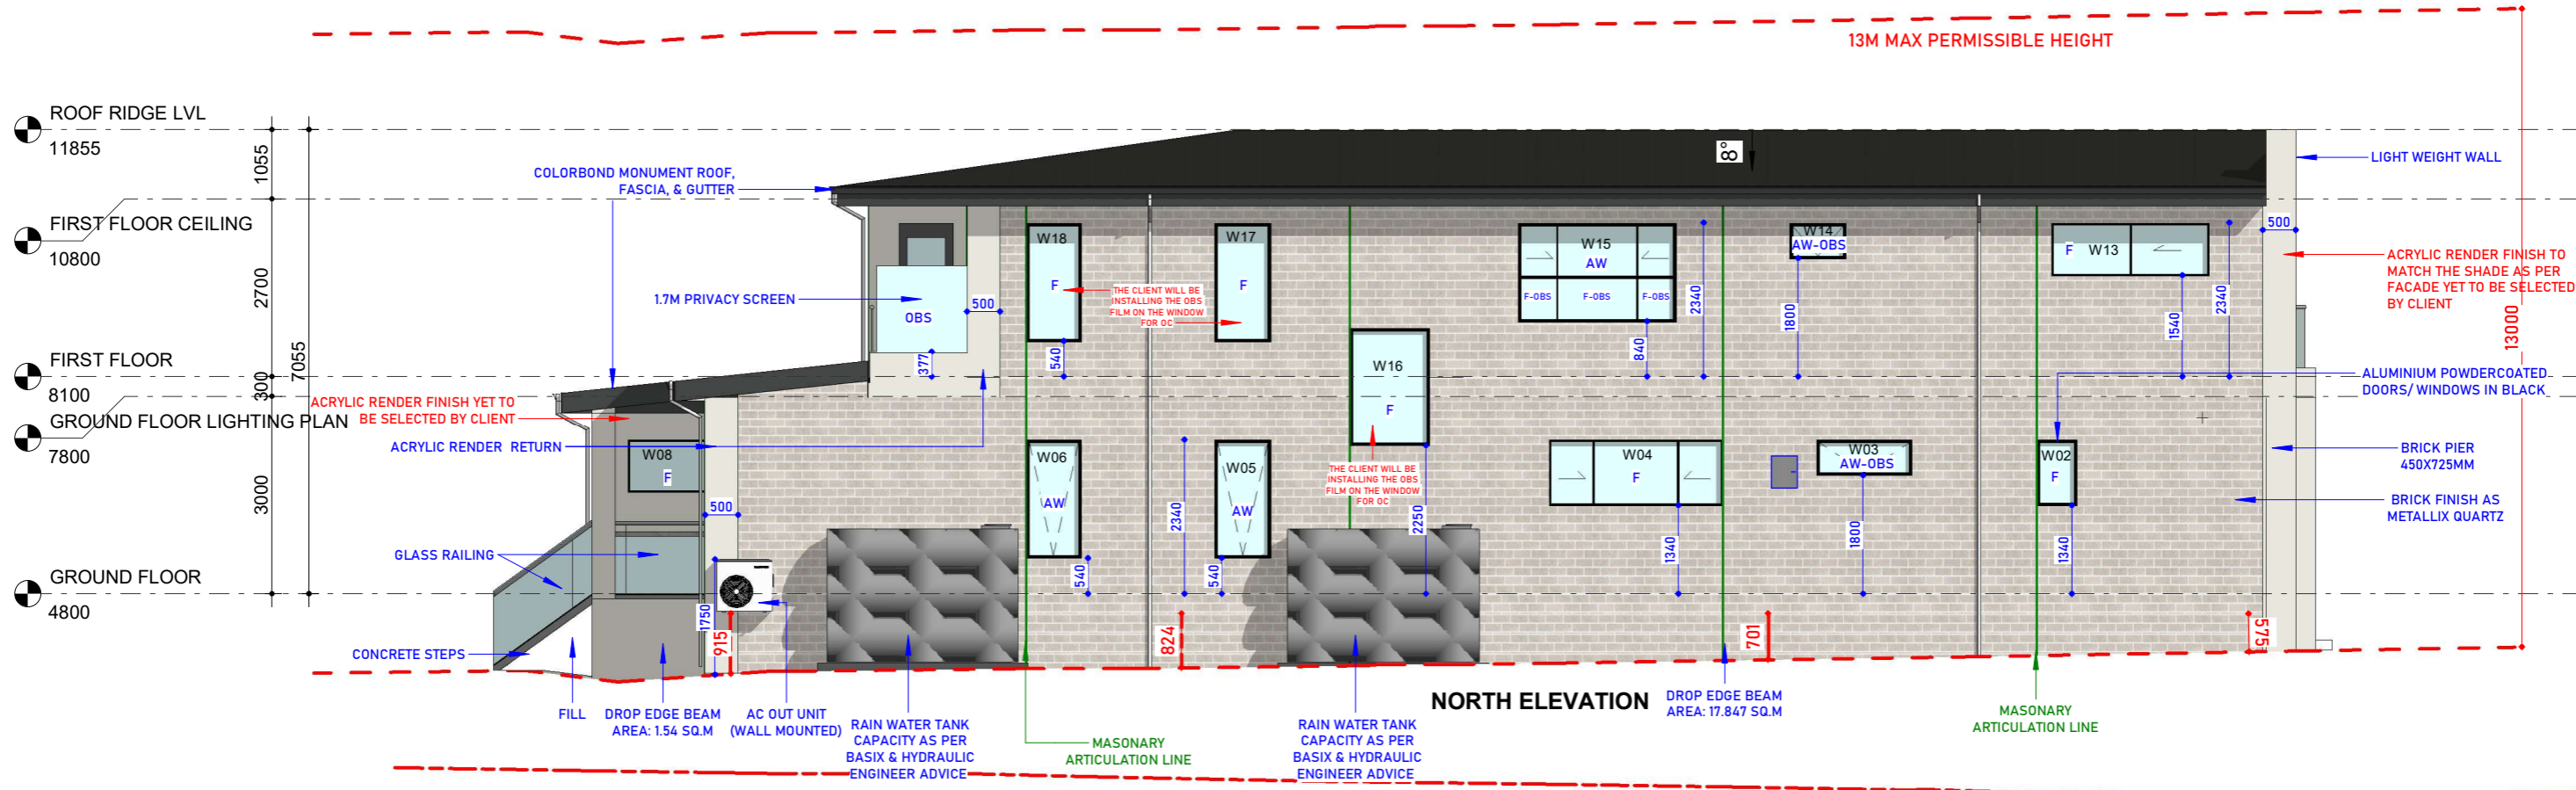 13M MAX PERMISSIBLE HEIGHT
ROOF RIDGE LVL
11855
FIRST FLOOR CEILING
10800
FIRST FLOOR
8100
GROUND FLOOR LIGHTING PLAN
7800
GROUND FLOOR
4800
1055
2700
300
3000
7055
COLORBOND MONUMENT ROOF,
FASCIA, & GUTTER
1.7M PRIVACY SCREEN
OBS
500
377
ACRYLIC RENDER FINISH YET TO
BE SELECTED BY CLIENT
ACRYLIC RENDER RETURN
GLASS RAILING
CONCRETE STEPS
FILL
DROP EDGE BEAM
AREA: 1.54 SQ.M
AC OUT UNIT
(WALL MOUNTED)
RAIN WATER TANK
CAPACITY AS PER
BASIX & HYDRAULIC
ENGINEER ADVICE
MASONARY
ARTICULATION LINE
RAIN WATER TANK
CAPACITY AS PER
BASIX & HYDRAULIC
ENGINEER ADVICE
NORTH ELEVATION
DROP EDGE BEAM
AREA: 17.847 SQ.M
MASONARY
ARTICULATION LINE
W08
F
500
1750
915
W18
F
540
THE CLIENT WILL BE
INSTALLING THE OBS
FILM ON THE WINDOW
FOR OC
W17
F
W16
F
THE CLIENT WILL BE
INSTALLING THE OBS
FILM ON THE WINDOW
FOR OC
2250
W15
AW
F-OBS
F-OBS
F-OBS
840
2340
8°
W14
AW-OBS
1800
F
W13
1540
2340
500
W06
AW
540
2340
W05
AW
540
824
W04
F
1340
W03
AW-OBS
1800
701
W02
F
1340
575
LIGHT WEIGHT WALL
ACRYLIC RENDER FINISH TO
MATCH THE SHADE AS PER
FACADE YET TO BE SELECTED
BY CLIENT
13000
ALUMINIUM POWDERCOATED
DOORS/ WINDOWS IN BLACK
BRICK PIER
450X725MM
BRICK FINISH AS
METALLIX QUARTZ